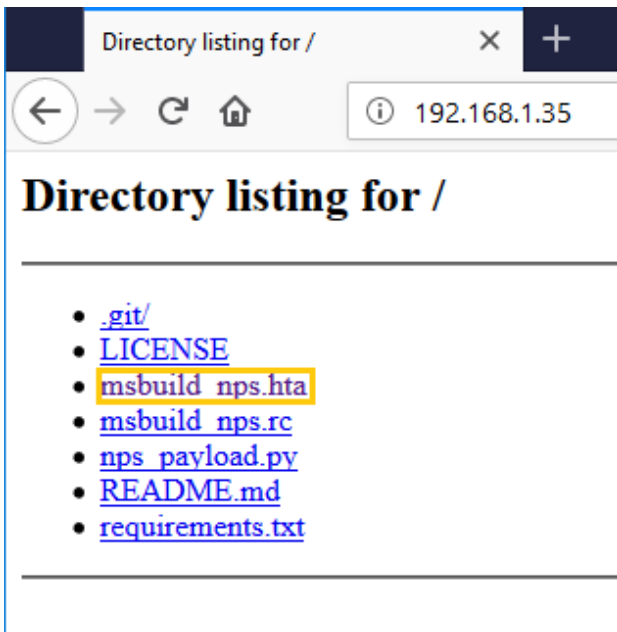 Directory listing for /
192.168.1.35
Directory listing for /
.git/
LICENSE
msbuild_nps.hta
msbuild_nps.rc
nps_payload.py
README.md
requirements.txt